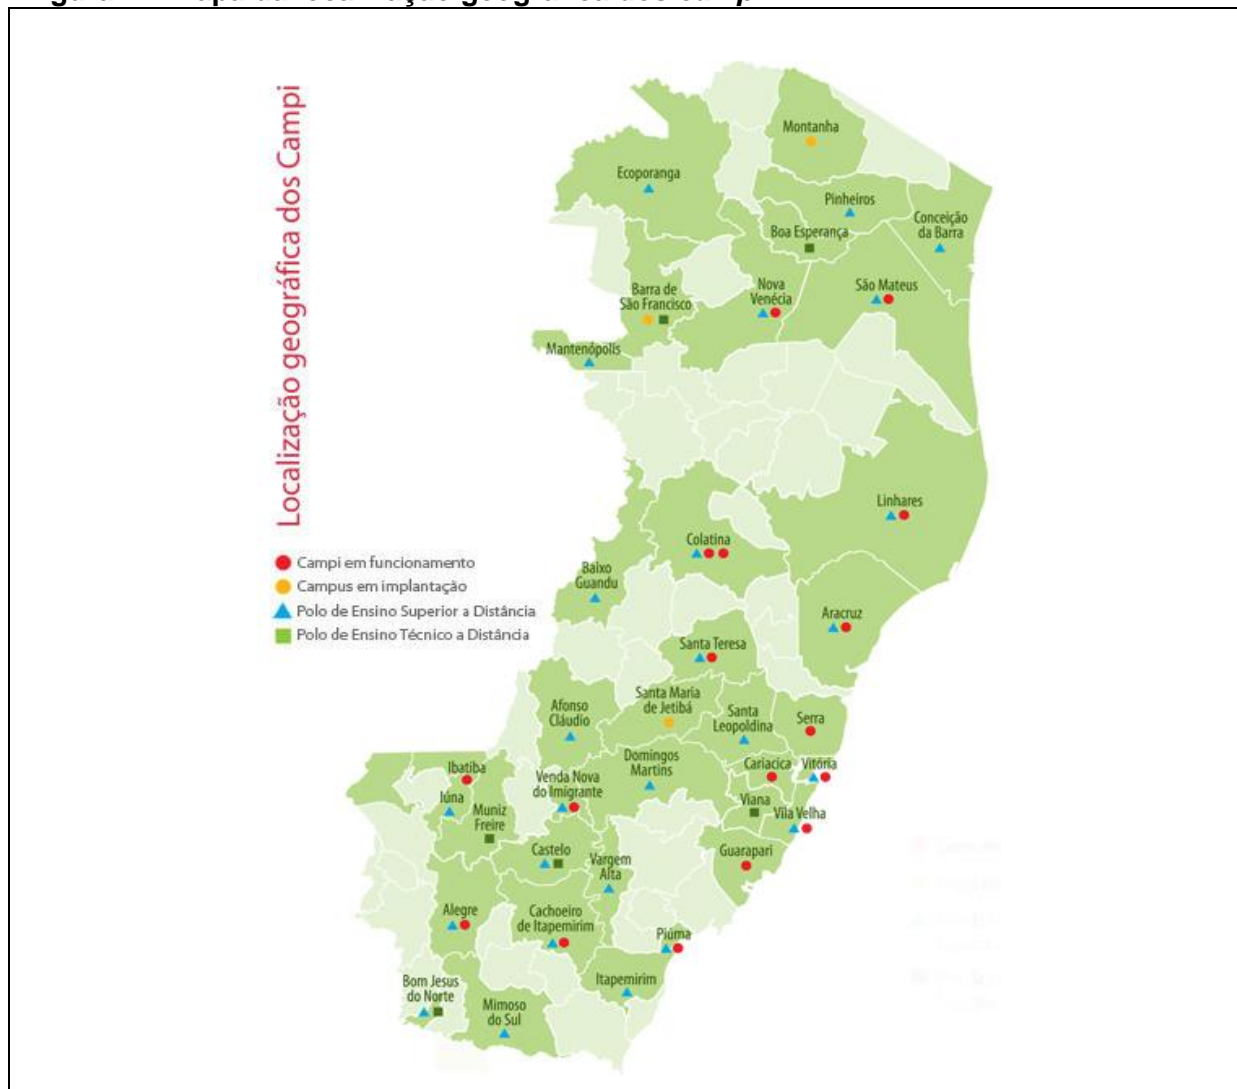 Localização geográfica dos Campi
Campi em funcionamento
Campus em implantação
Polo de Ensino Superior a Distância
Polo de Ensino Técnico a Distância
Montanha
Ecoporanga
Pinheiros
Conceição
da Barra
Boa Esperança
Nova
Venécia
São Mateus
Barra de
São Francisco
Mantenópolis
Linhares
Colatina
Baixo
Guandu
Aracruz
Santa Teresa
Santa Maria
de Jetibá
Afonso
Cláudio
Santa
Leopoldina
Serra
Domingos
Martins
Cariacica
Vitória
Ibatiba
Venda Nova
do Imigrante
Iúna
Muniz
Freire
Viana
Vila Velha
Castelo
Vargem
Alta
Guarapari
Alegre
Cachoeiro
de Itapemirim
Piúma
Itapemirim
Bom Jesus
do Norte
Mimoso
do Sul